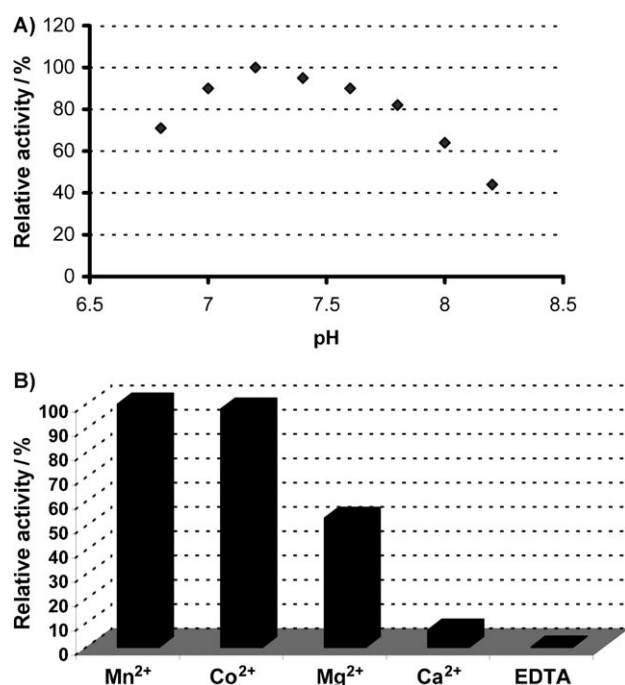 A)
Relative activity / %
120
100
80
60
40
20
0
6.5 7 7.5 8 8.5
pH
B)
Relative activity / %
100
90
80
70
60
50
40
30
20
10
0
Mn²⁺ Co²⁺ Mg²⁺ Ca²⁺ EDTA